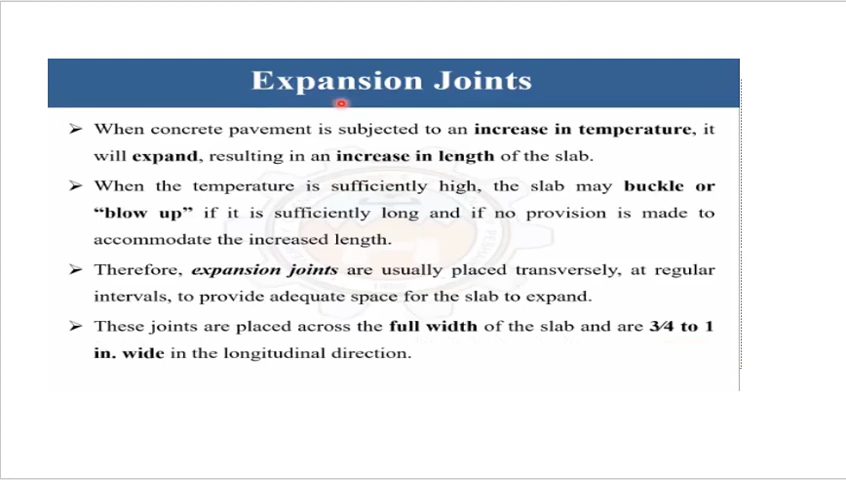 Expansion Joints
➢ When concrete pavement is subjected to an increase in temperature, it
will expand, resulting in an increase in length of the slab.
➢ When the temperature is sufficiently high, the slab may buckle or
“blow up” if it is sufficiently long and if no provision is made to
accommodate the increased length.
➢ Therefore, expansion joints are usually placed transversely, at regular
intervals, to provide adequate space for the slab to expand.
➢ These joints are placed across the full width of the slab and are 3⁄4 to 1
in. wide in the longitudinal direction.